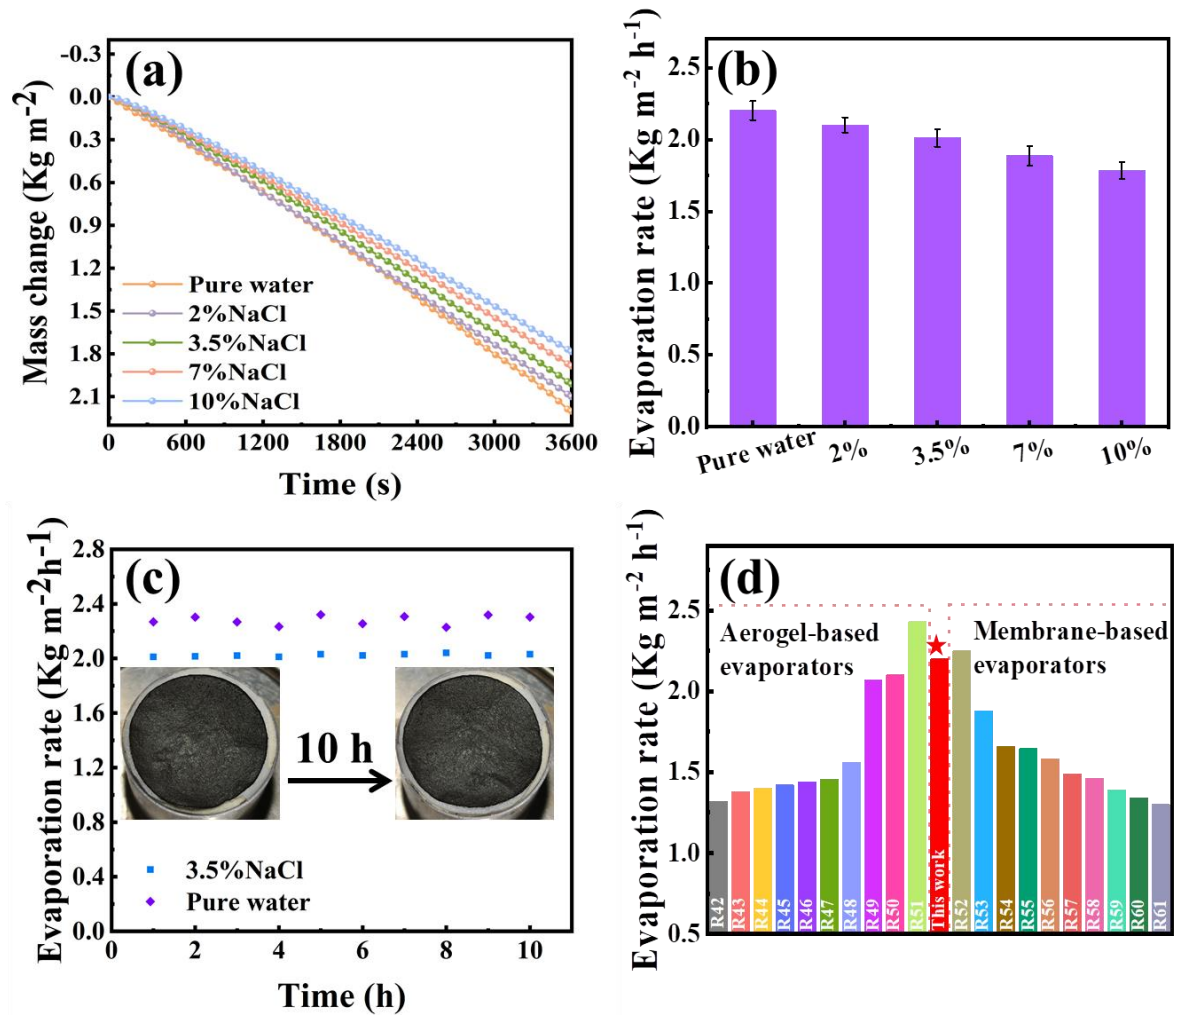 (a)
Mass change (Kg m-2)
-0.3
0.0
0.3
0.6
0.9
1.2
1.5
1.8
2.1
Pure water
2%NaCl
3.5%NaCl
7%NaCl
10%NaCl
0 600 1200 1800 2400 3000 3600
Time (s)
(b)
Evaporation rate (Kg m-2 h-1)
2.5
2.0
1.5
1.0
0.5
0.0
Pure water 2% 3.5% 7% 10%
(c)
Evaporation rate (Kg m-2h-1)
2.8
2.4
2.0
1.6
1.2
0.8
0.4
0.0
10 h
3.5%NaCl
Pure water
0 2 4 6 8 10
Time (h)
(d)
Evaporation rate (Kg m-2 h-1)
2.5
2.0
1.5
1.0
0.5
Aerogel-based
evaporators
Membrane-based
evaporators
R42 R43 R44 R45 R46 R47 R48 R49 R50 R51 This work R52 R53 R54 R55 R56 R57 R58 R59 R60 R61